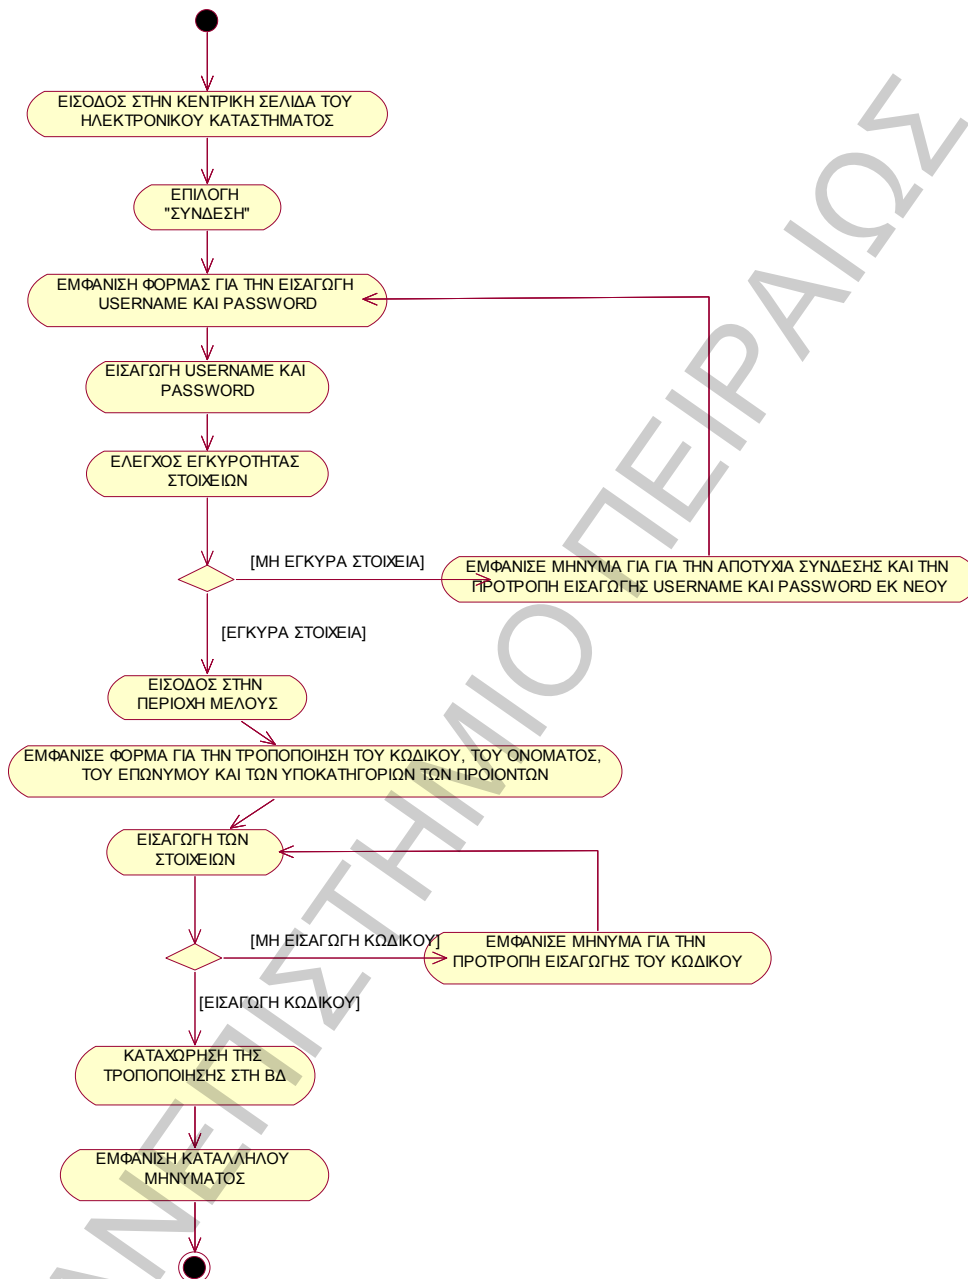 ΕΙΣΟΔΟΣ ΣΤΗΝ ΚΕΝΤΡΙΚΗ ΣΕΛΙΔΑ ΤΟΥ
ΗΛΕΚΤΡΟΝΙΚΟΥ ΚΑΤΑΣΤΗΜΑΤΟΣ
ΕΠΙΛΟΓΗ
"ΣΥΝΔΕΣΗ"
ΕΜΦΑΝΙΣΗ ΦΟΡΜΑΣ ΓΙΑ ΤΗΝ ΕΙΣΑΓΩΓΗ
USERNAME ΚΑΙ PASSWORD
ΕΙΣΑΓΩΓΗ USERNAME ΚΑΙ
PASSWORD
ΕΛΕΓΧΟΣ ΕΓΚΥΡΟΤΗΤΑΣ
ΣΤΟΙΧΕΙΩΝ
[ΜΗ ΕΓΚΥΡΑ ΣΤΟΙΧΕΙΑ]
ΕΜΦΑΝΙΣΕ ΜΗΝΥΜΑ ΓΙΑ ΓΙΑ ΤΗΝ ΑΠΟΤΥΧΙΑ ΣΥΝΔΕΣΗΣ ΚΑΙ ΤΗΝ
ΠΡΟΤΡΟΠΗ ΕΙΣΑΓΩΓΗΣ USERNAME ΚΑΙ PASSWORD ΕΚ ΝΕΟΥ
[ΕΓΚΥΡΑ ΣΤΟΙΧΕΙΑ]
ΕΙΣΟΔΟΣ ΣΤΗΝ
ΠΕΡΙΟΧΗ ΜΕΛΟΥΣ
ΕΜΦΑΝΙΣΕ ΦΟΡΜΑ ΓΙΑ ΤΗΝ ΤΡΟΠΟΠΟΙΗΣΗ ΤΟΥ ΚΩΔΙΚΟΥ, ΤΟΥ ΟΝΟΜΑΤΟΣ,
ΤΟΥ ΕΠΩΝΥΜΟΥ ΚΑΙ ΤΩΝ ΥΠΟΚΑΤΗΓΟΡΙΩΝ ΤΩΝ ΠΡΟΙΟΝΤΩΝ
ΕΙΣΑΓΩΓΗ ΤΩΝ
ΣΤΟΙΧΕΙΩΝ
[ΜΗ ΕΙΣΑΓΩΓΗ ΚΩΔΙΚΟΥ]
ΕΜΦΑΝΙΣΕ ΜΗΝΥΜΑ ΓΙΑ ΤΗΝ
ΠΡΟΤΡΟΠΗ ΕΙΣΑΓΩΓΗΣ ΤΟΥ ΚΩΔΙΚΟΥ
[ΕΙΣΑΓΩΓΗ ΚΩΔΙΚΟΥ]
ΚΑΤΑΧΩΡΗΣΗ ΤΗΣ
ΤΡΟΠΟΠΟΙΗΣΗΣ ΣΤΗ ΒΔ
ΕΜΦΑΝΙΣΗ ΚΑΤΑΛΛΗΛΟΥ
ΜΗΝΥΜΑΤΟΣ
ΑΝΕΠΙΣΤΗΜΙΟ ΠΕΙΡΑΙΩΣ